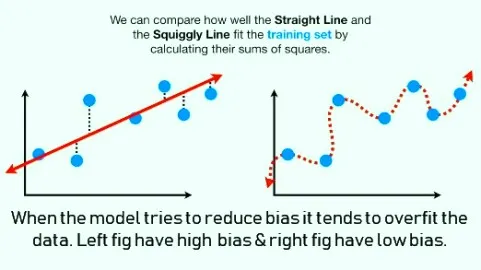 We can compare how well the Straight Line and
the Squiggly Line fit the training set by
calculating their sums of squares.
When the model tries to reduce bias it tends to overfit the
data. Left fig have high bias & right fig have low bias.